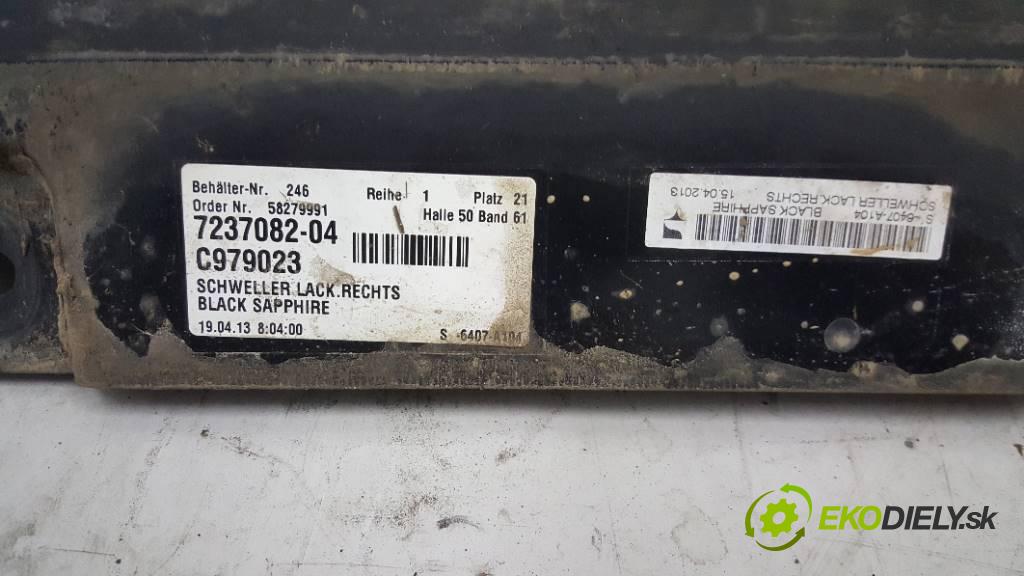 Behälter-Nr. 246 Reihe 1 Platz 21
Order Nr. 58279991 Halle 50 Band 61
7237082-04
C979023
SCHWELLER LACK.RECHTS
BLACK SAPPHIRE
19.04.13 8:04:00 S -6407-A104
S -6407-A104
SCHWELLER LACK.RECHTS
BLACK SAPPHIRE
15.04.2013
EKODIELY.sk